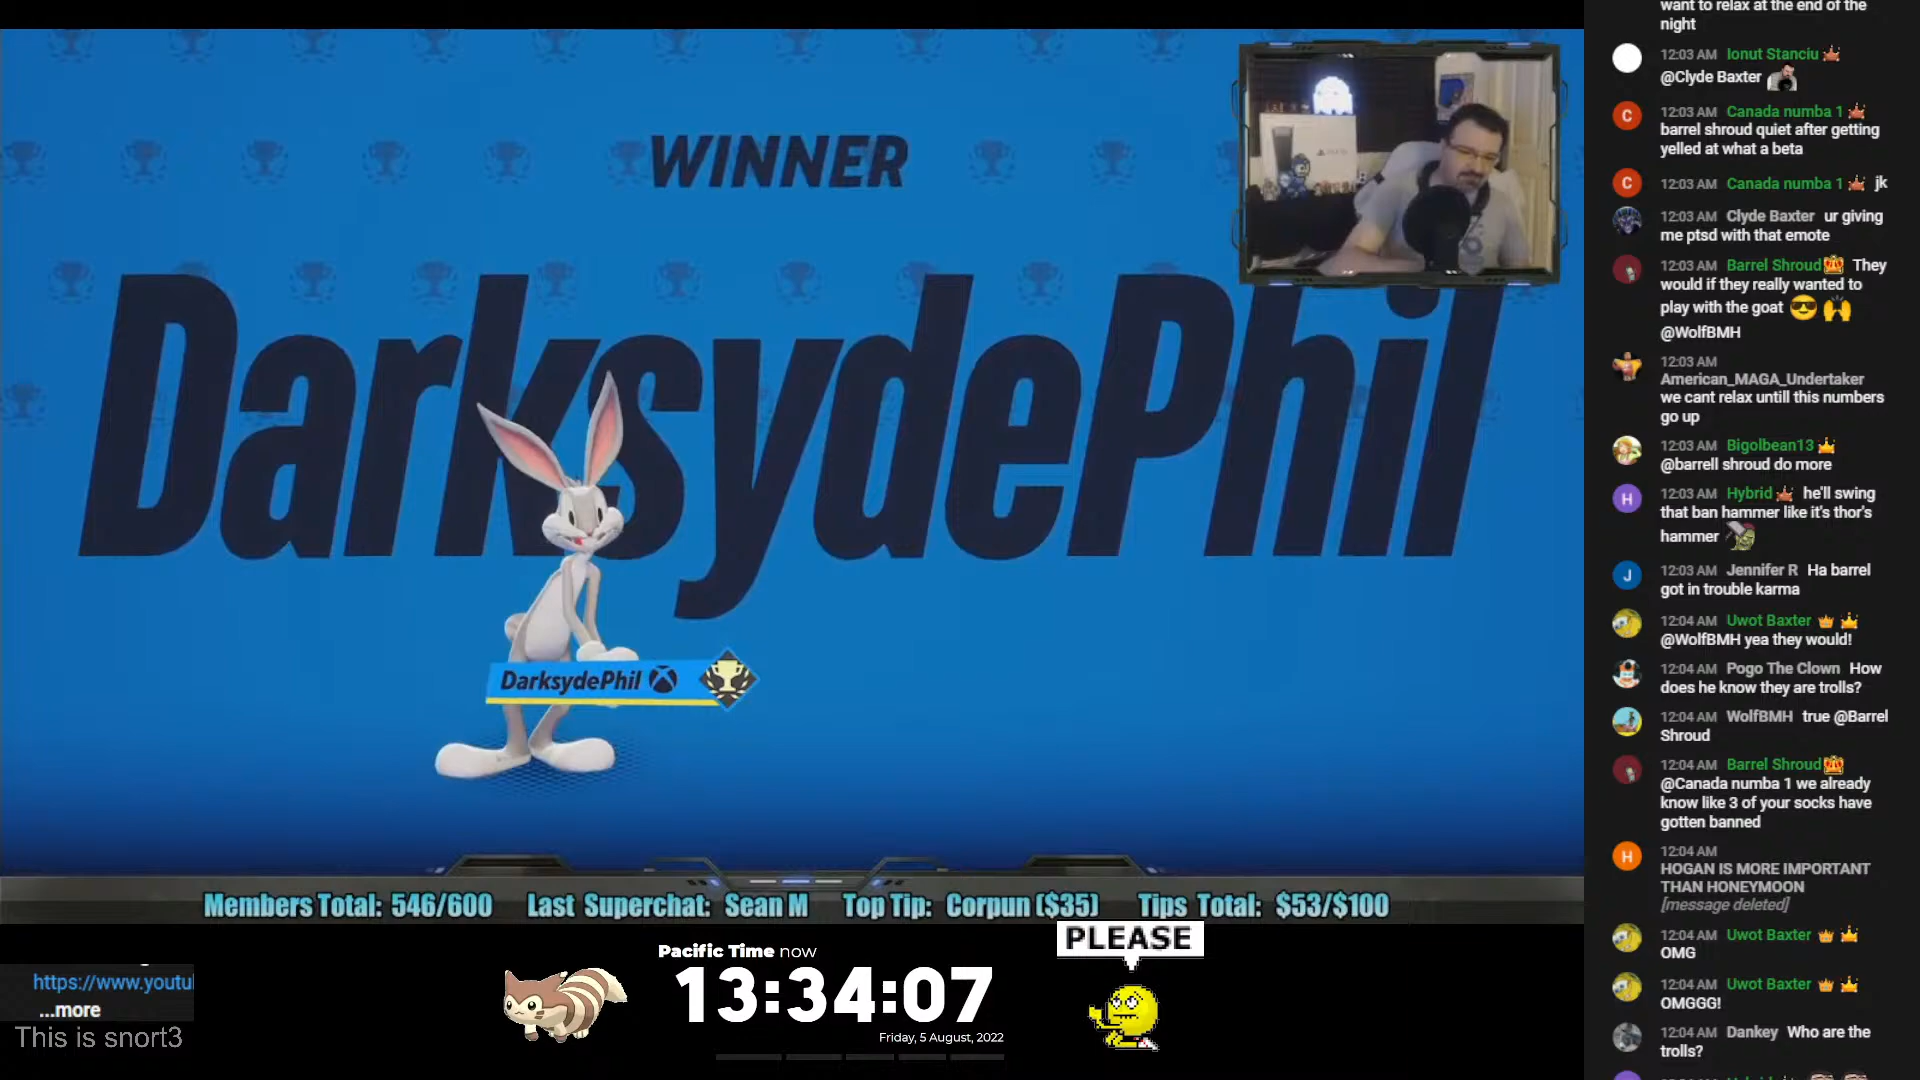 WINNER
DarksydePhil
DarksydePhil
Members Total: 546/600 Last Superchat: Sean M Top Tip: Corpun ($35) Tips Total: $53/$100
https://www.youtu
...more
This is snort3
Pacific Time now
13:34:07
Friday, 5 August, 2022
PLEASE
want to relax at the end of the
night
12:03 AM Ionut Stanciu
@Clyde Baxter
C 12:03 AM Canada numba 1
barrel shroud quiet after getting
yelled at what a beta
C 12:03 AM Canada numba 1 jk
12:03 AM Clyde Baxter ur giving
me ptsd with that emote
12:03 AM Barrel Shroud They
would if they really wanted to
play with the goat
@WolfBMH
12:03 AM
American_MAGA_Undertaker
we cant relax untill this numbers
go up
12:03 AM Bigolbean13
@barrell shroud do more
H 12:03 AM Hybrid he'll swing
that ban hammer like it's thor's
hammer
J 12:03 AM Jennifer R Ha barrel
got in trouble karma
12:04 AM Uwot Baxter
@WolfBMH yea they would!
12:04 AM Pogo The Clown How
does he know they are trolls?
12:04 AM WolfBMH true @Barrel
Shroud
12:04 AM Barrel Shroud
@Canada numba 1 we already
know like 3 of your socks have
gotten banned
H 12:04 AM
HOGAN IS MORE IMPORTANT
THAN HONEYMOON
[message deleted]
12:04 AM Uwot Baxter
OMG
12:04 AM Uwot Baxter
OMGGG!
12:04 AM Dankey Who are the
trolls?